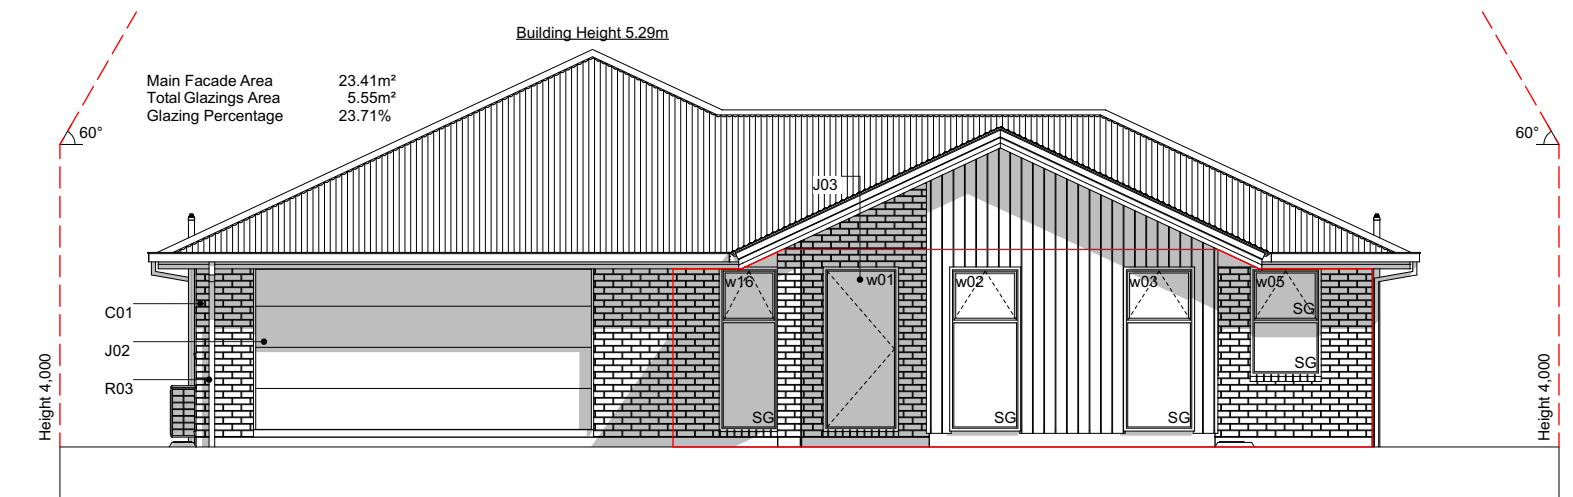 Building Height 5.29m
Main Facade Area 23.41m²
Total Glazings Area 5.55m²
Glazing Percentage 23.71%
60°
60°
J03
w16
w01
w02
w03
w05
SG
C01
J02
SG
R03
SG
SG
SG
Height 4,000
Height 4,000